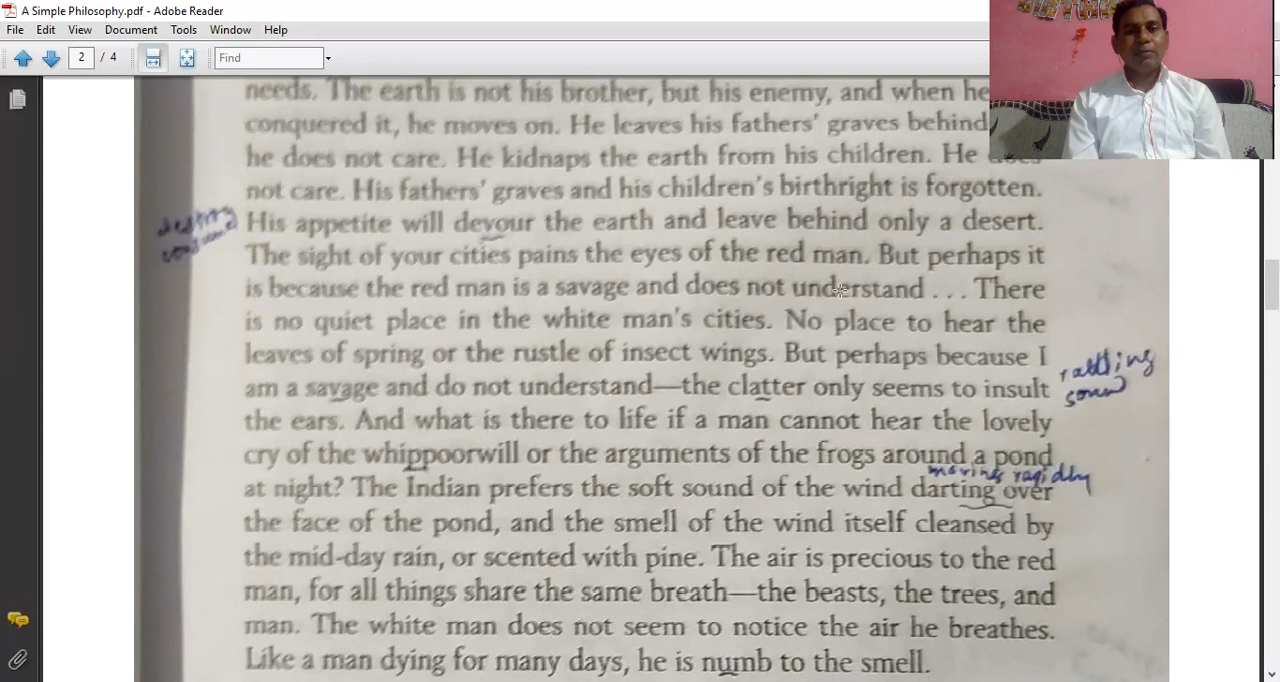 A Simple Philosophy.pdf - Adobe Reader
File Edit View Document Tools Window Help
2 / 4 Find
needs. The earth is not his brother, but his enemy, and when he
conquered it, he moves on. He leaves his fathers' graves behind
he does not care. He kidnaps the earth from his children. He does
not care. His fathers' graves and his children's birthright is forgotten.
His appetite will devour the earth and leave behind only a desert.
The sight of your cities pains the eyes of the red man. But perhaps it
is because the red man is a savage and does not understand . . . There
is no quiet place in the white man's cities. No place to hear the
leaves of spring or the rustle of insect wings. But perhaps because I
rattling
am a savage and do not understand—the clatter only seems to insult
sound
the ears. And what is there to life if a man cannot hear the lovely
cry of the whippoorwill or the arguments of the frogs around a pond
moving rapidly
at night? The Indian prefers the soft sound of the wind darting over
the face of the pond, and the smell of the wind itself cleansed by
the mid-day rain, or scented with pine. The air is precious to the red
man, for all things share the same breath—the beasts, the trees, and
man. The white man does not seem to notice the air he breathes.
Like a man dying for many days, he is numb to the smell.